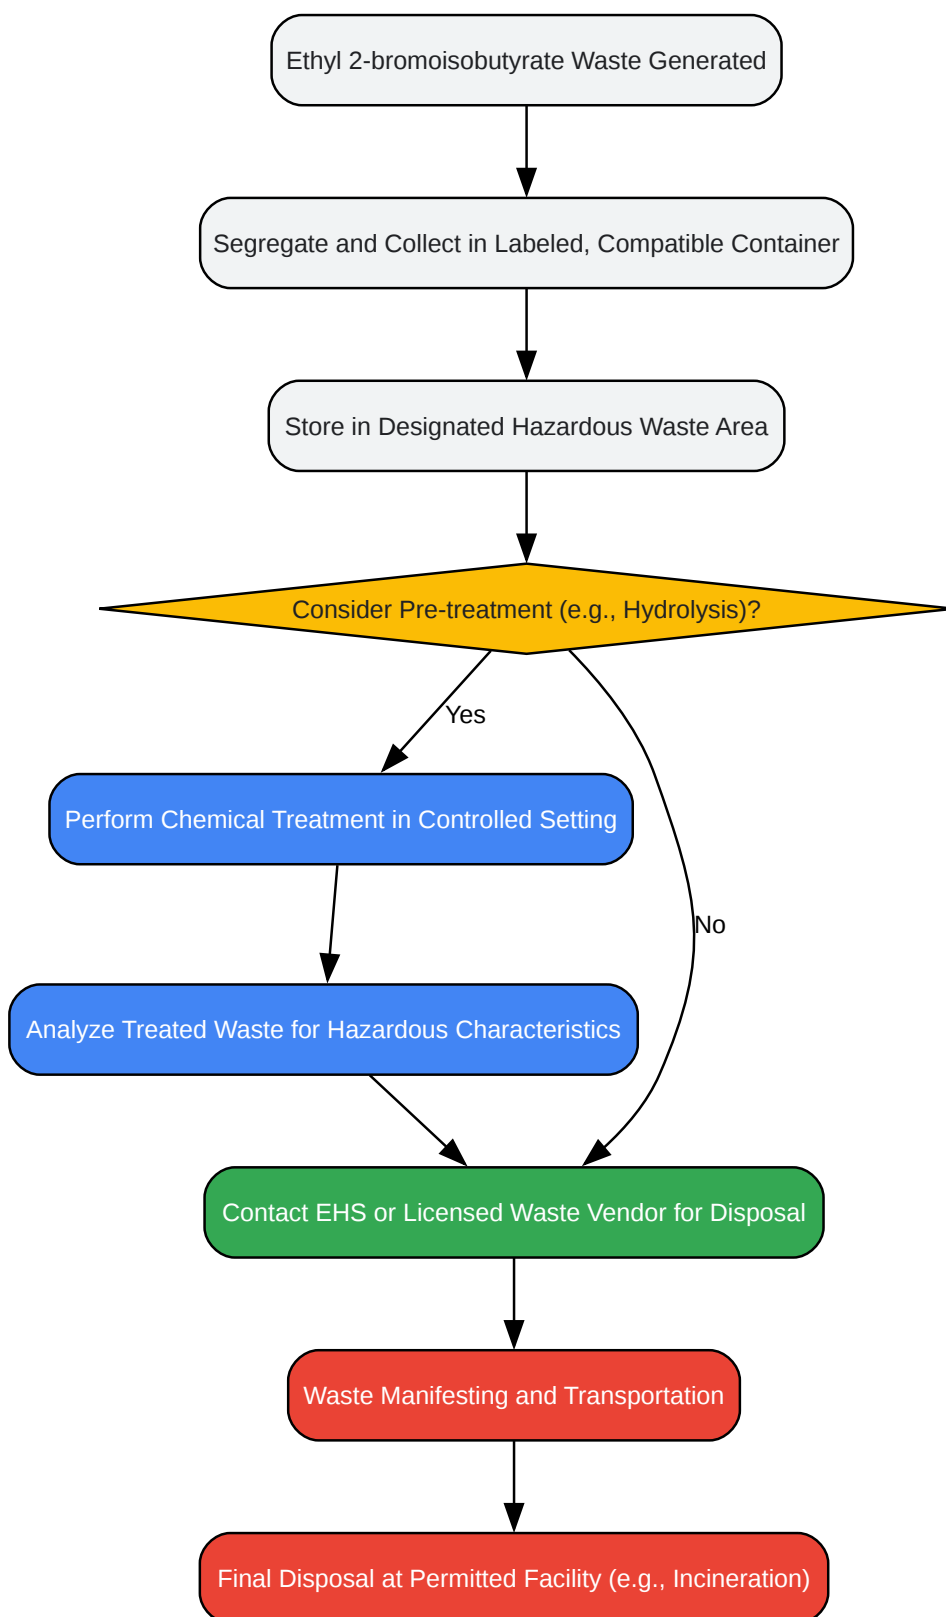 Ethyl 2-bromoisobutyrate Waste Generated
Segregate and Collect in Labeled, Compatible Container
Store in Designated Hazardous Waste Area
Consider Pre-treatment (e.g., Hydrolysis)?
Yes
Perform Chemical Treatment in Controlled Setting
No
Analyze Treated Waste for Hazardous Characteristics
Contact EHS or Licensed Waste Vendor for Disposal
Waste Manifesting and Transportation
Final Disposal at Permitted Facility (e.g., Incineration)